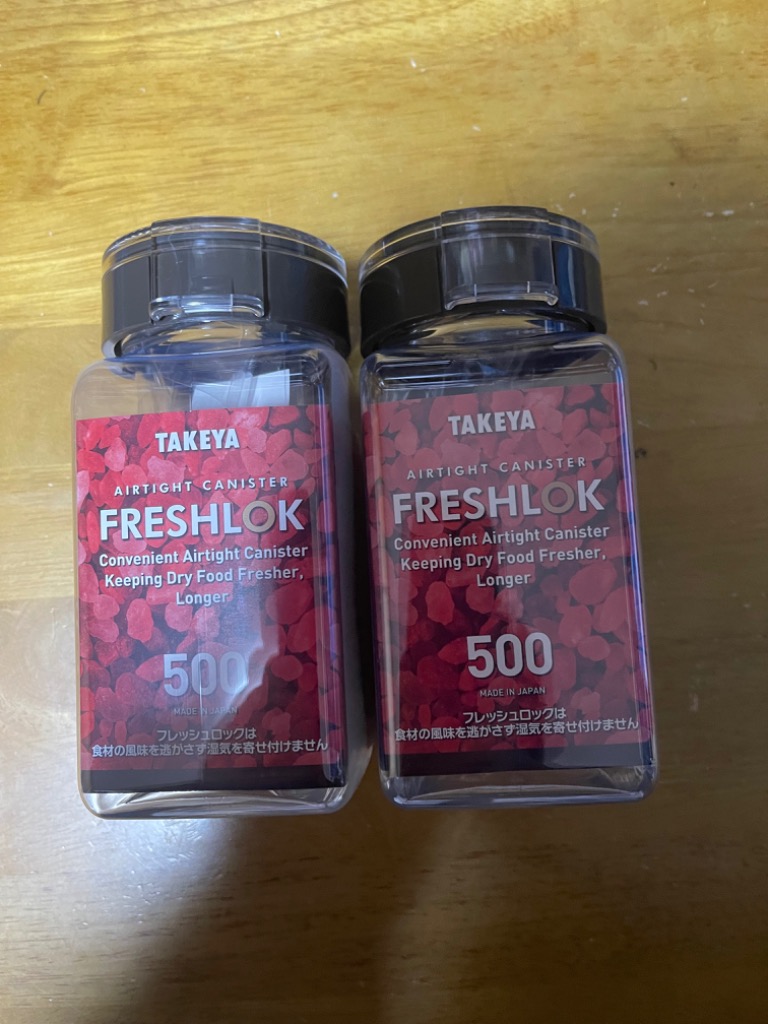 TAKEYA
AIRTIGHT CANISTER
FRESHLOK
Convenient Airtight Canister
Keeping Dry Food Fresher,
Longer
500
MADE IN JAPAN
フレッシュロックは
食材の風味を逃がさず湿気を寄せ付けません
TAKEYA
AIRTIGHT CANISTER
FRESHLOK
Convenient Airtight Canister
Keeping Dry Food Fresher,
Longer
500
MADE IN JAPAN
フレッシュロックは
食材の風味を逃がさず湿気を寄せ付けません